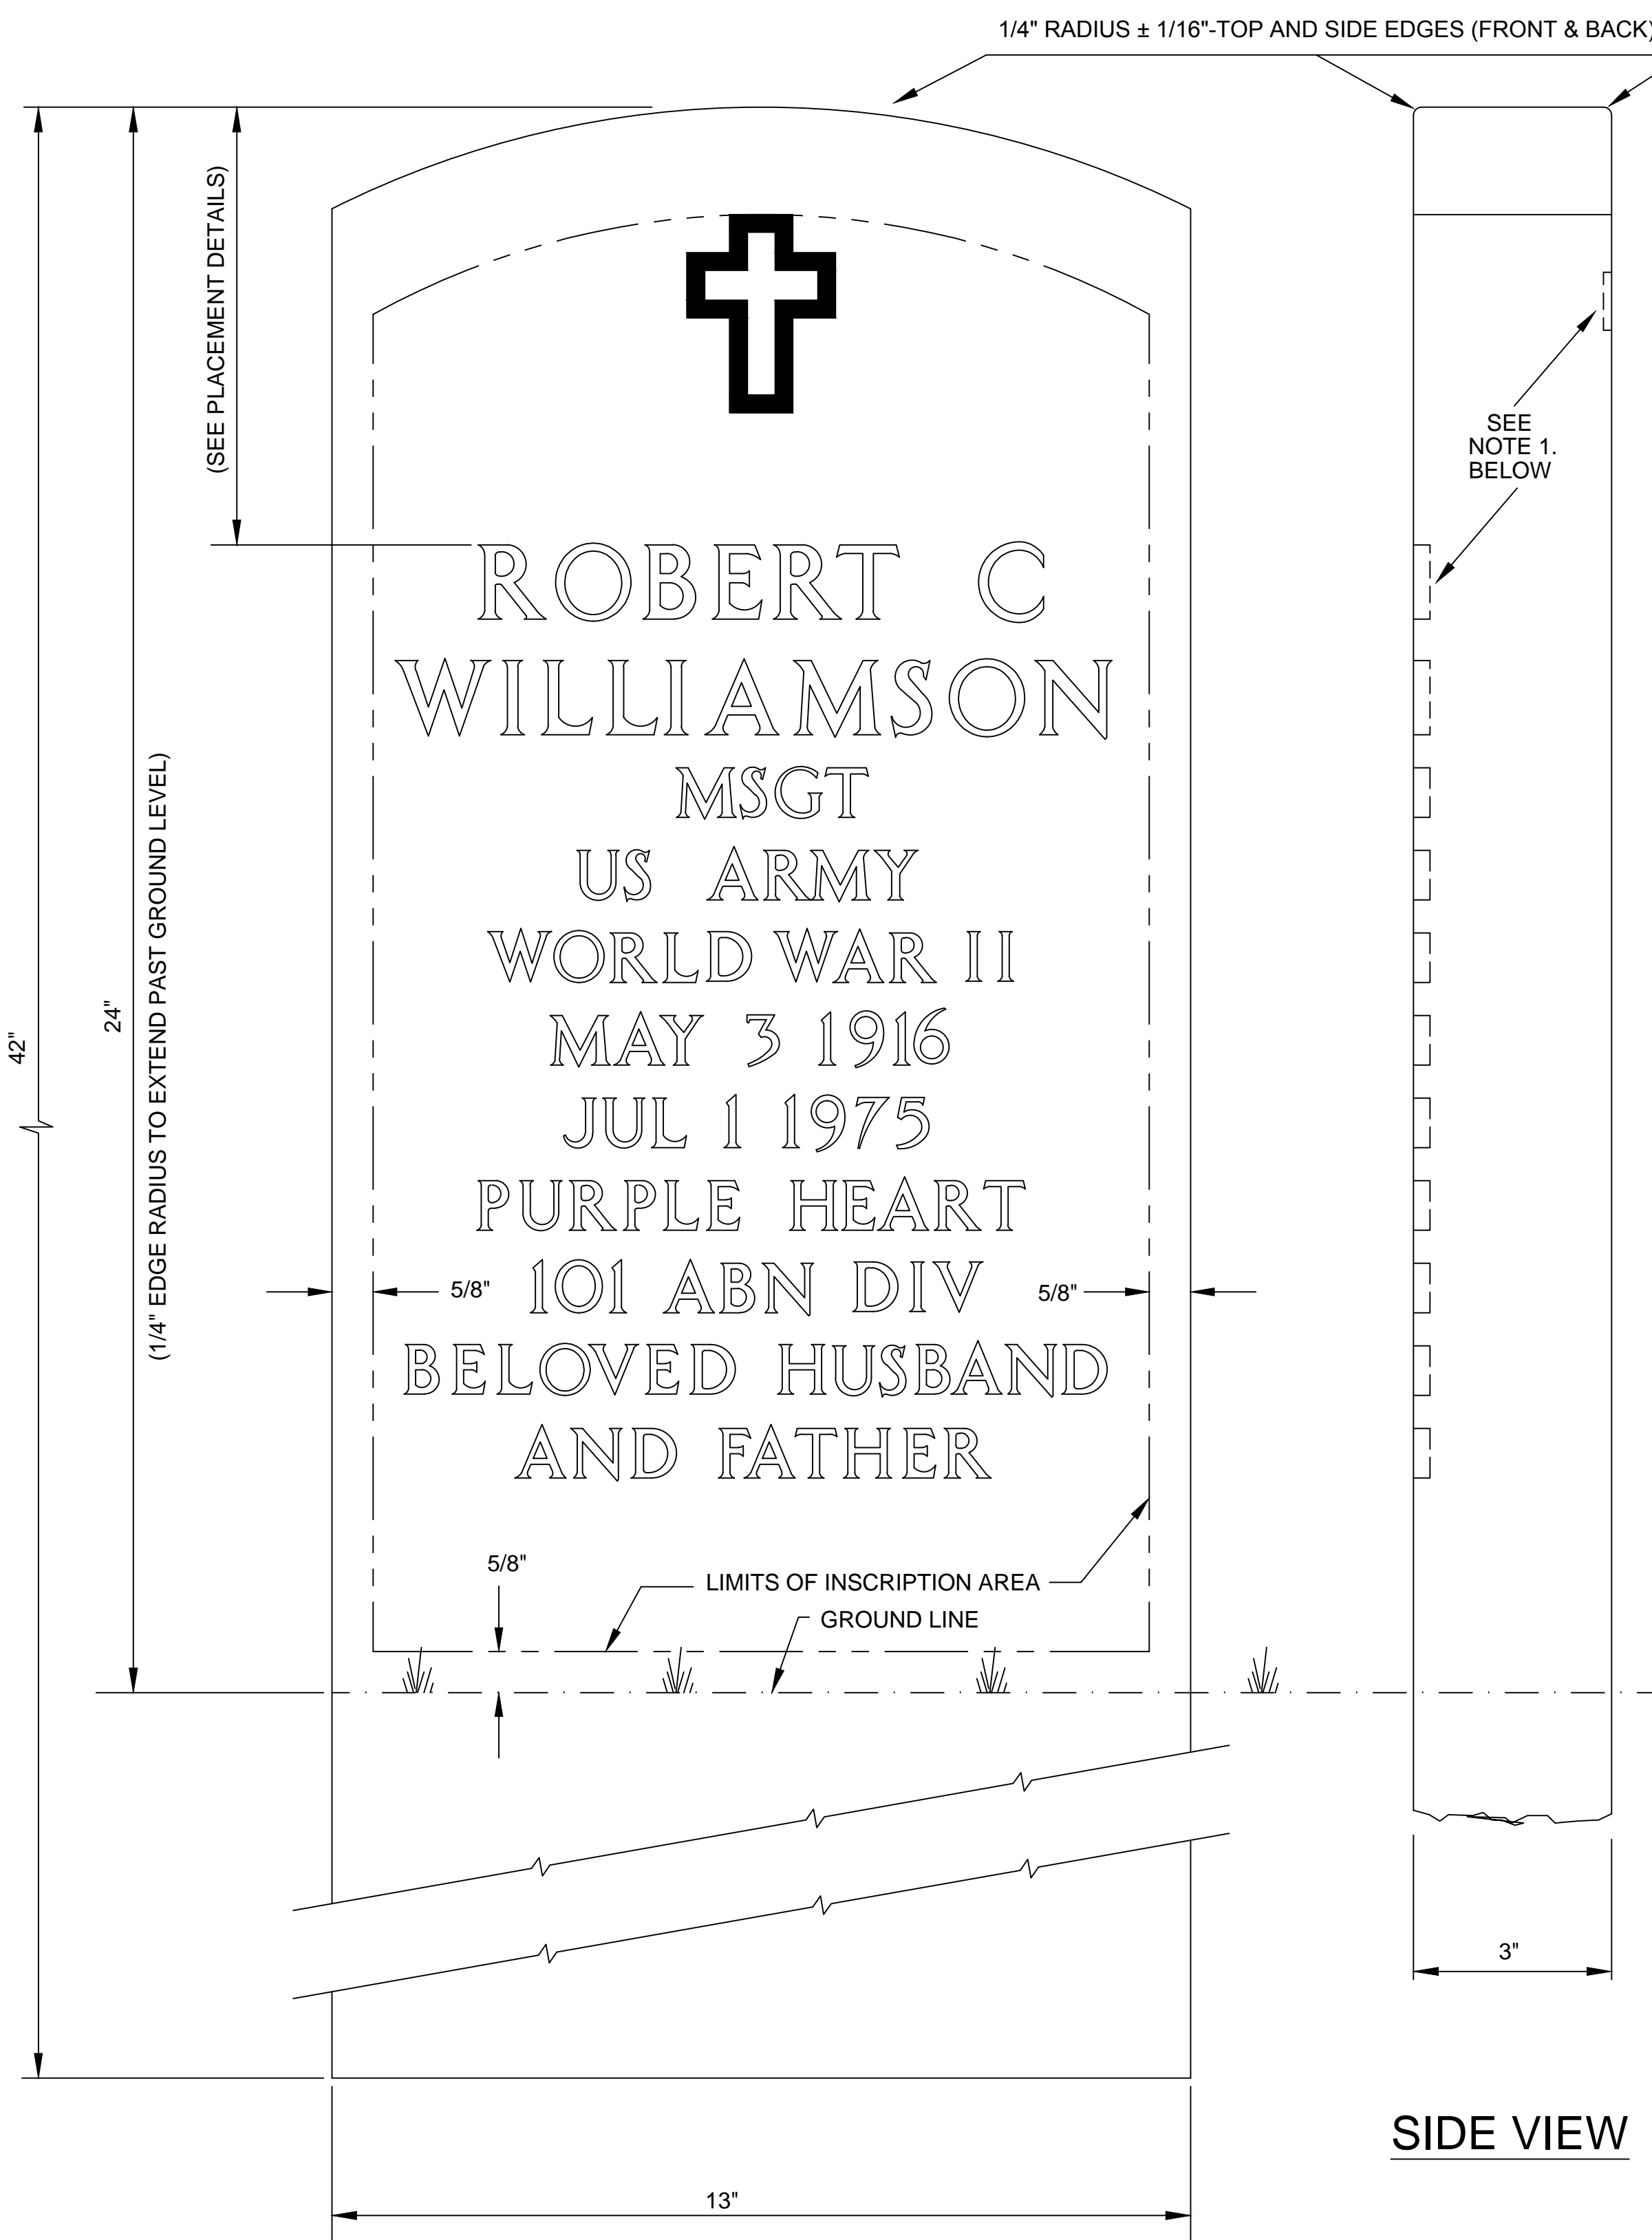 1/4" RADIUS ± 1/16"-TOP AND SIDE EDGES (FRONT & BACK)
(SEE PLACEMENT DETAILS)
SEE
NOTE 1.
BELOW
ROBERT C
WILLIAMSON
MSGT
US ARMY
WORLD WAR II
MAY 3 1916
JUL 1 1975
PURPLE HEART
101 ABN DIV
BELOVED HUSBAND
AND FATHER
42"
24"
(1/4" EDGE RADIUS TO EXTEND PAST GROUND LEVEL)
5/8"
5/8"
5/8"
LIMITS OF INSCRIPTION AREA
GROUND LINE
3"
SIDE VIEW
13"